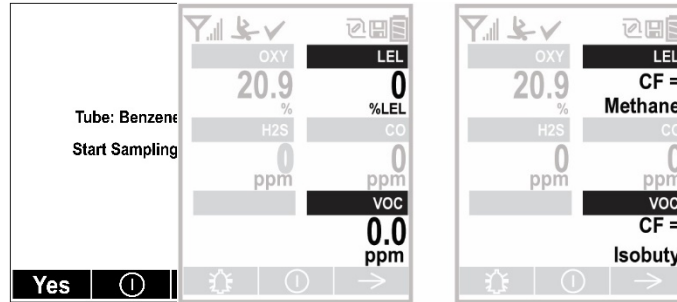 Tube: Benzene
Start Sampling
Yes
OXY LEL
20.9 0
% %LEL
H2S CO
0 0
ppm ppm
VOC
0.0
ppm
OXY LEL
20.9 CF =
% Methane
H2S CO
0 0
ppm ppm
VOC
CF =
Isobuty